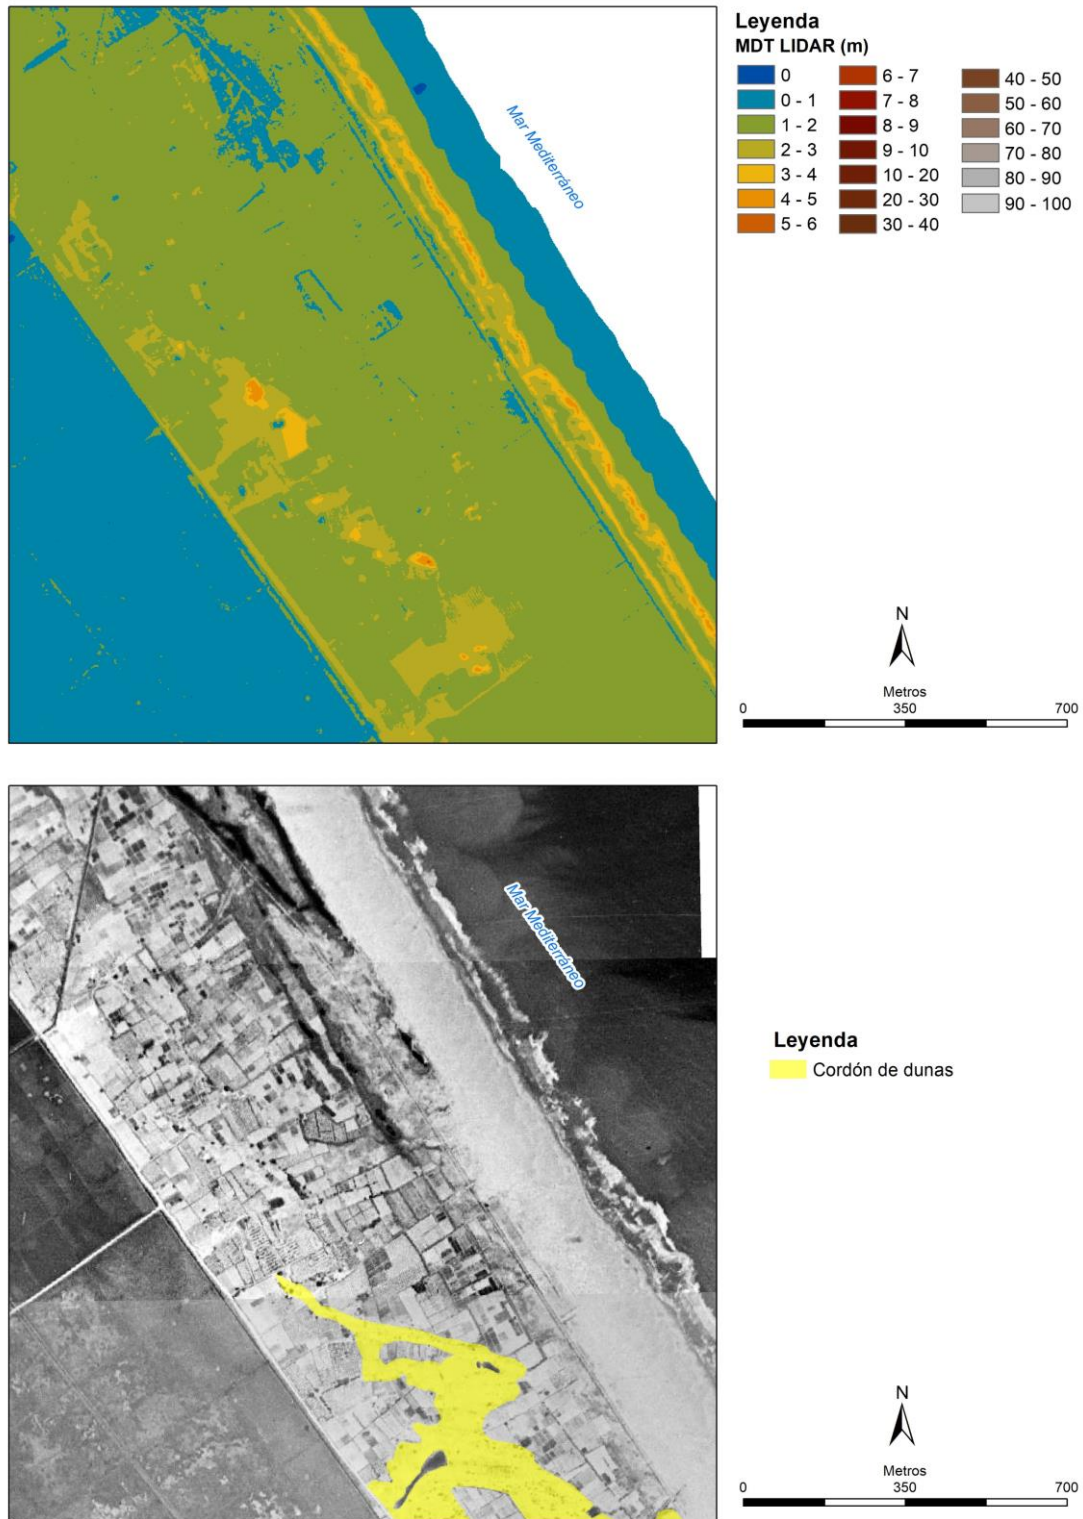 Leyenda
MDT LIDAR (m)
0
0 - 1
1 - 2
2 - 3
3 - 4
4 - 5
5 - 6
6 - 7
7 - 8
8 - 9
9 - 10
10 - 20
20 - 30
30 - 40
40 - 50
50 - 60
60 - 70
70 - 80
80 - 90
90 - 100
Mar Mediterráneo
N
Metros
0 350 700
Mar Mediterráneo
Leyenda
Cordón de dunas
N
Metros
0 350 700